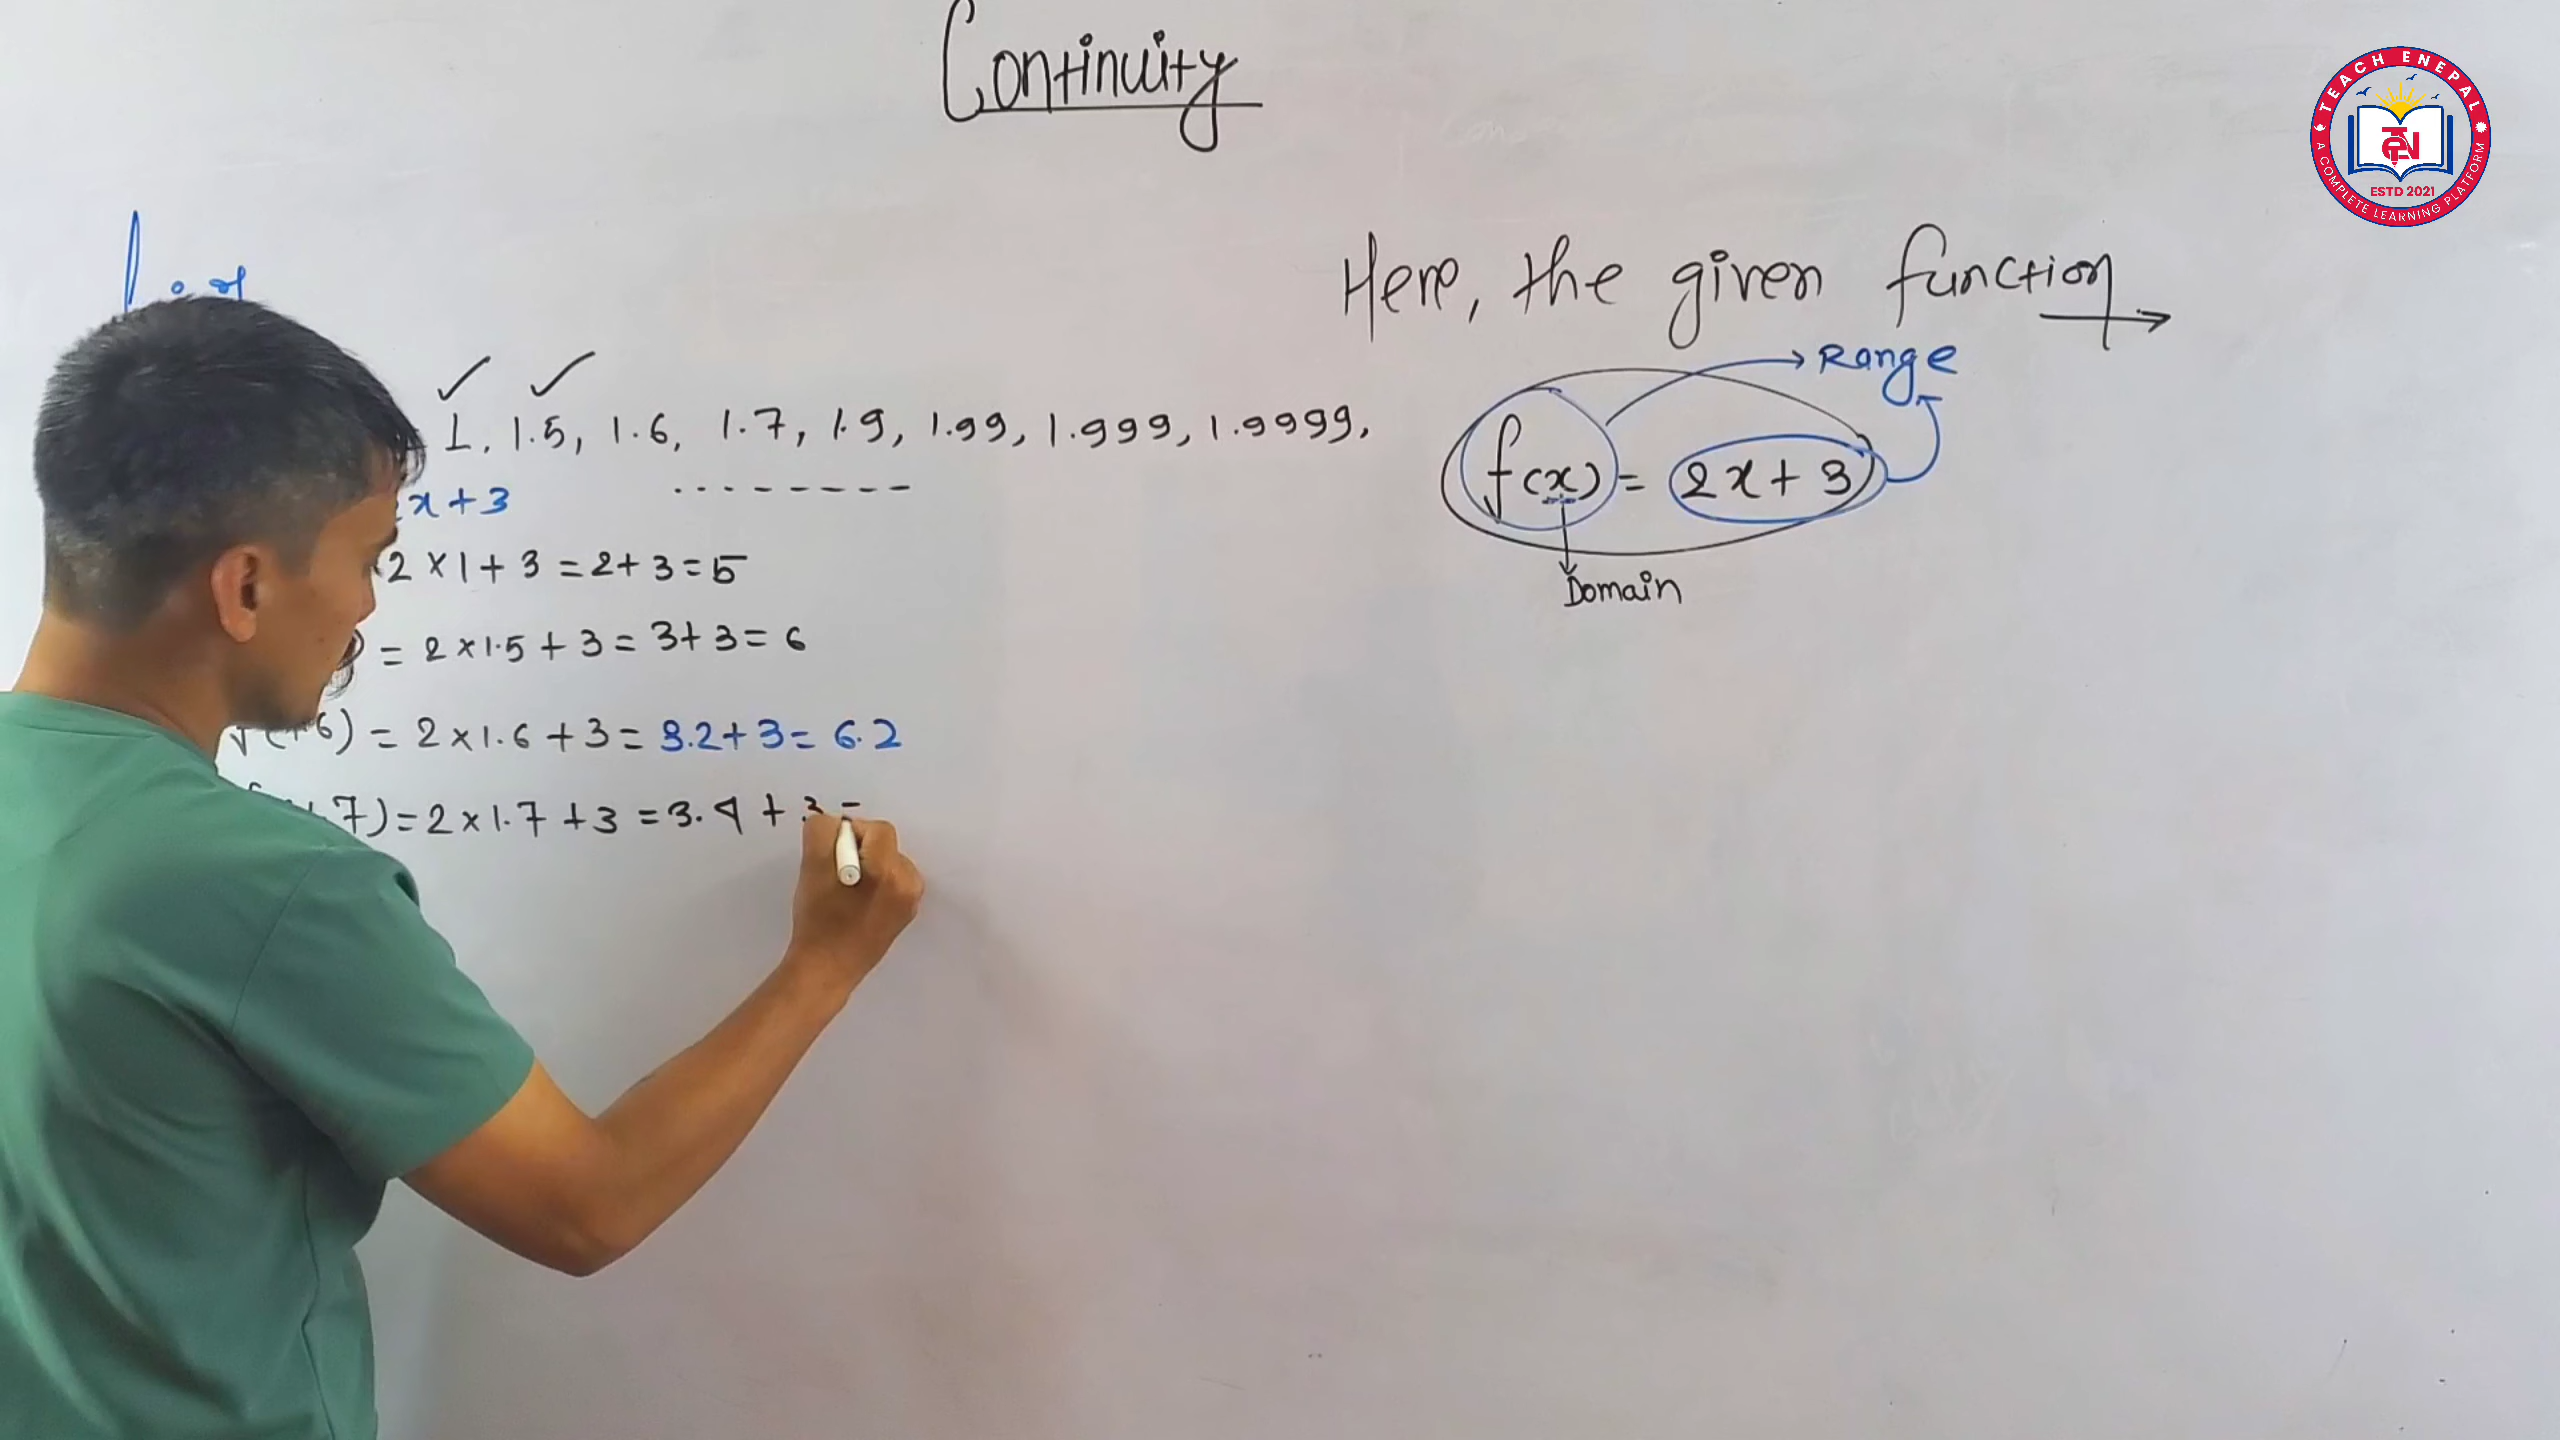 Continuity
TEACH ENEPAL
ESTD 2021
A COMPLETE LEARNING PLATFORM
1, 1.5, 1.6, 1.7, 1.9, 1.99, 1.999, 1.9999,
---------
x+3
2×1+3=2+3=5
= 2×1.5+3=3+3=6
6) = 2×1.6+3=3.2+3=6.2
7)=2×1.7+3=3.4+3=
Here, the given function
Range
f(x) = 2x+3
Domain